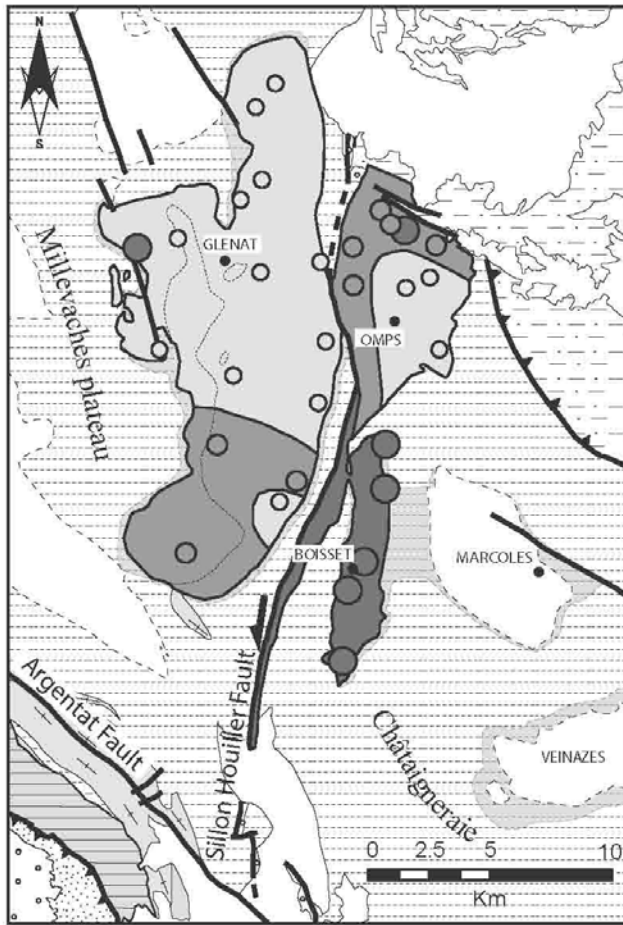 N
S
GLENAT
Millevaches plateau
OMPS
BOISSET
MARCOLES
Argentat Fault
Sillon Houiller Fault
Châtaigneraie
VEINAZES
0 2.5 5 10
Km